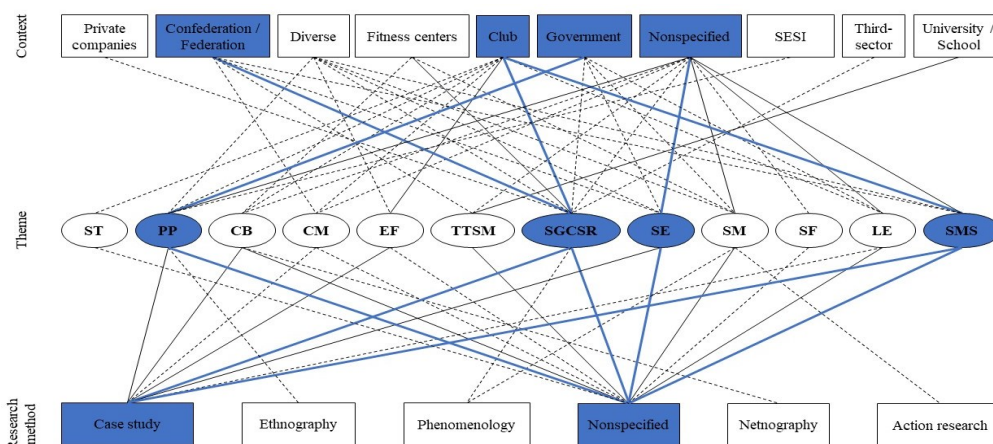 Context
Private
companies
Confederation /
Federation
Diverse
Fitness centers
Club
Government
Nonspecified
SESI
Third-
sector
University /
School
Theme
ST
PP
CB
CM
EF
TTSM
SGCSR
SE
SM
SF
LE
SMS
Research
method
Case study
Ethnography
Phenomenology
Nonspecified
Netnography
Action research